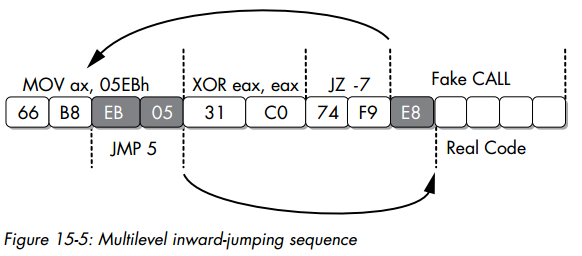 MOV ax, 05EBh XOR eax, eax JZ -7 Fake CALL
66 B8 EB 05 31 C0 74 F9 E8
JMP 5 Real Code
Figure 15-5: Multilevel inward-jumping sequence